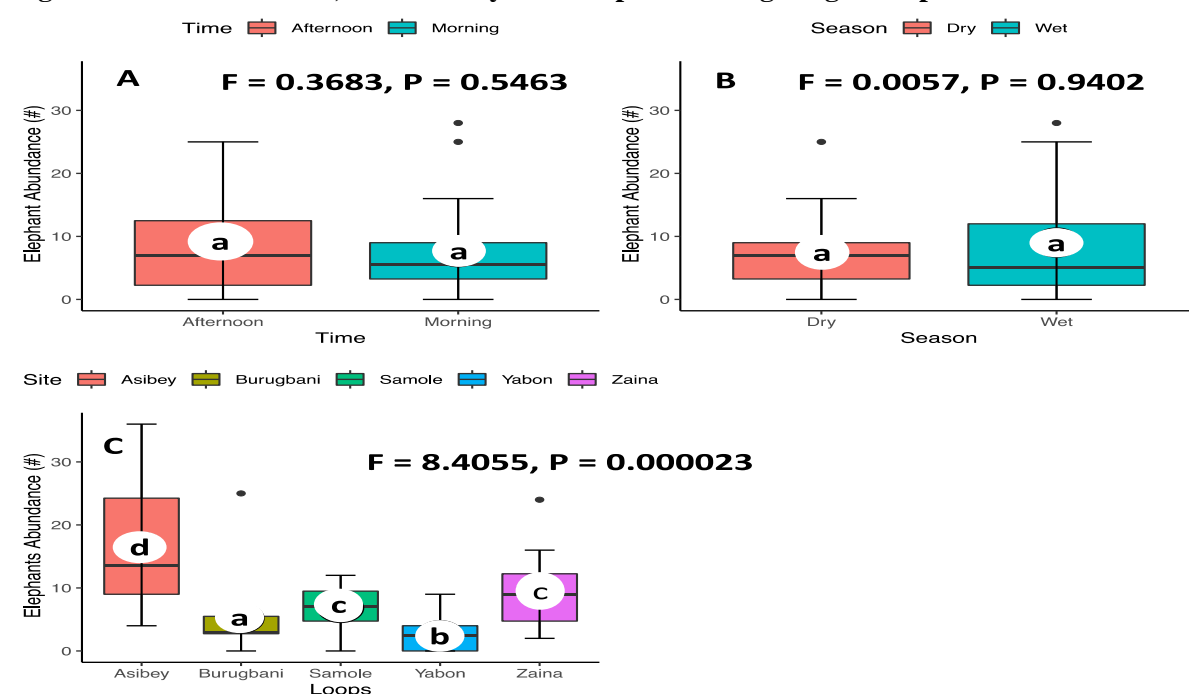 Time Afternoon Morning
A F = 0.3683, P = 0.5463
Elephant Abundance (#)
30
20
10
0
a a
Afternoon Morning
Time
Season Dry Wet
B F = 0.0057, P = 0.9402
Elephant Abundance (#)
30
20
10
0
a a
Dry Wet
Season
Site Asibey Burugbani Samole Yabon Zaina
C F = 8.4055, P = 0.000023
Elephants Abundance (#)
30
20
10
0
d a c b c
Asibey Burugbani Samole Yabon Zaina
Loops